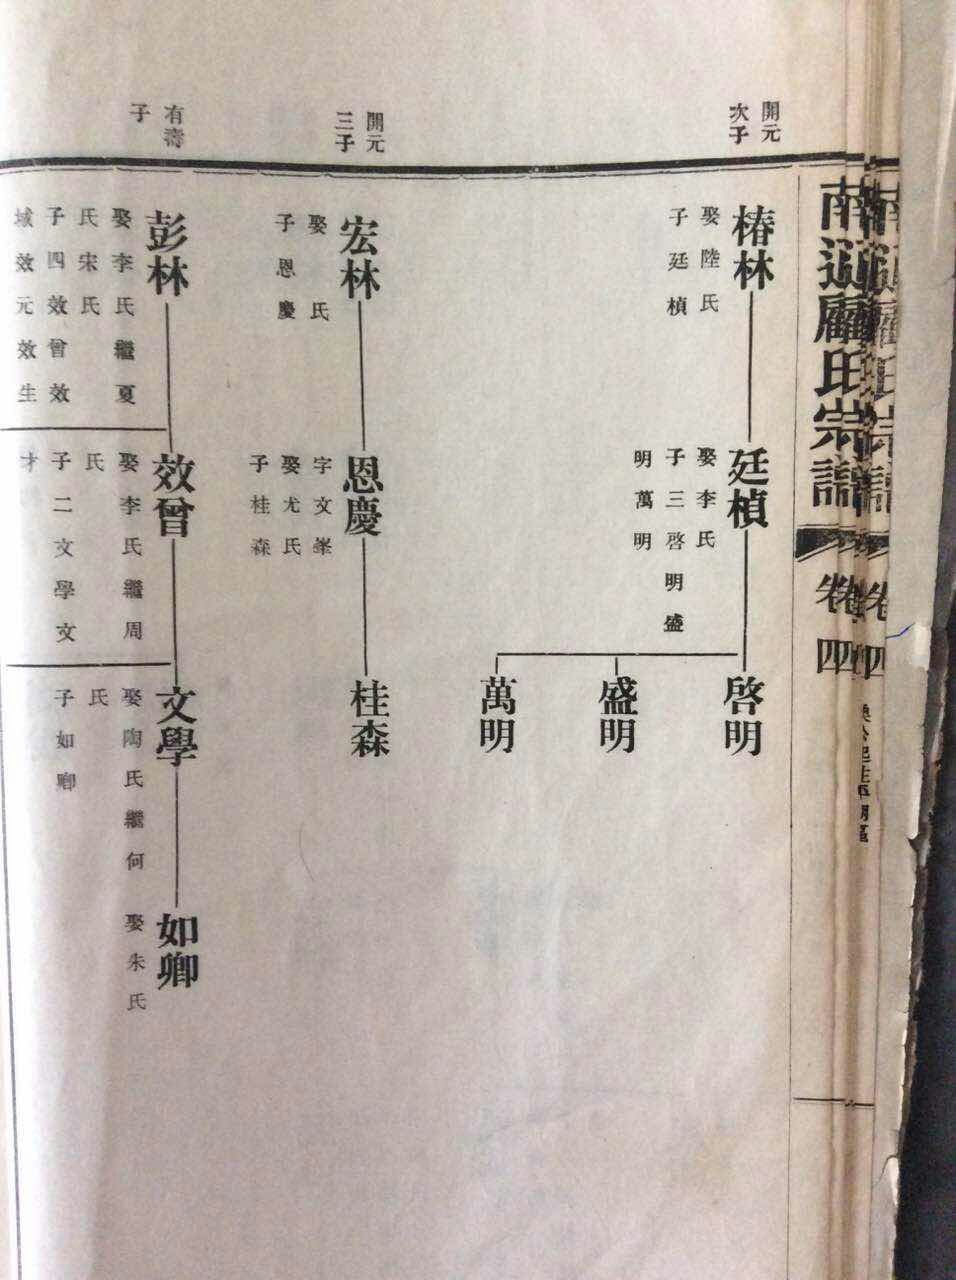 南通顧氏宗譜
卷四
開元
次子
椿林
娶陸氏
子廷楨
廷楨
娶李氏
子三啓明盛
明萬明
啓明
盛明
萬明
開元
三子
宏林
娶 氏
子恩慶
恩慶
字文峯
娶尤氏
子桂森
桂森
有壽
子
彭林
娶李氏繼夏
氏宋氏
子四效曾效
域效元效生
效曾
娶李氏繼周
氏
子二文學文
才
文學
娶陶氏繼何
氏
子如卿
如卿
娶朱氏